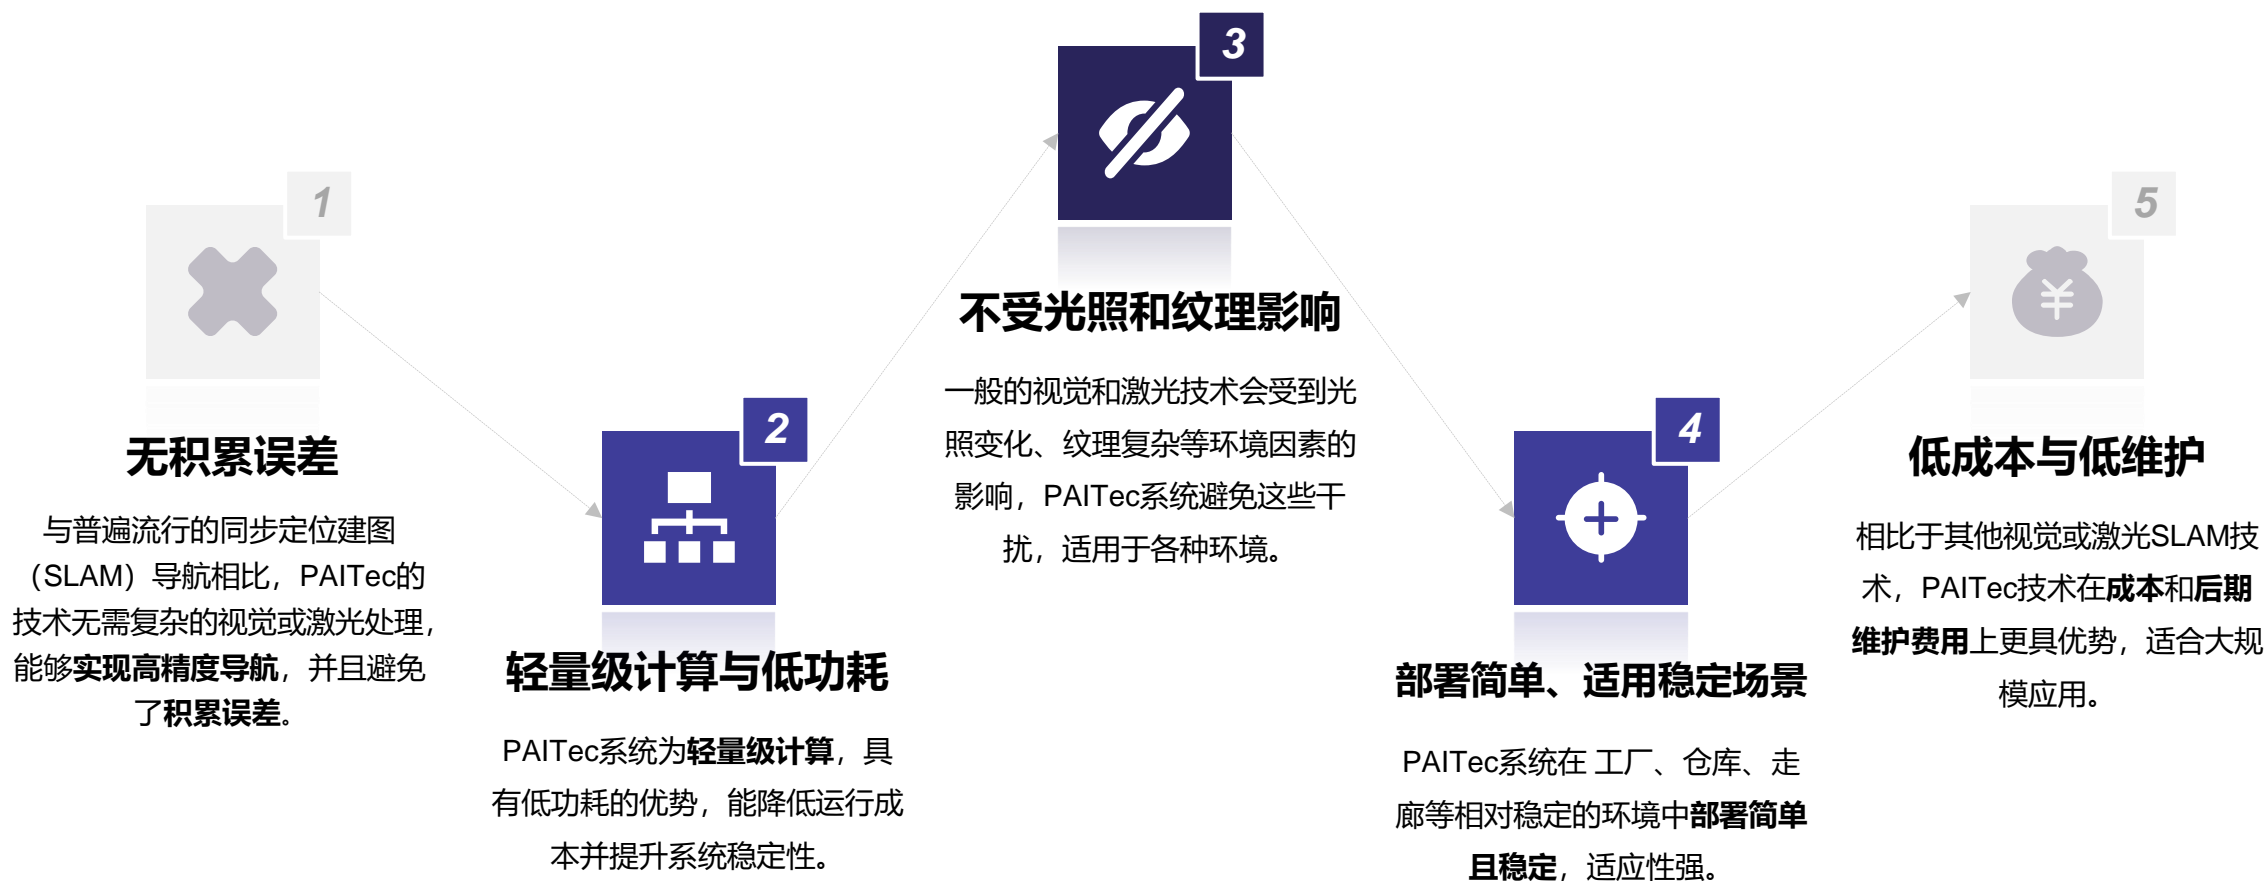 1
无积累误差
与普遍流行的同步定位建图
（SLAM）导航相比，PAITec的
技术无需复杂的视觉或激光处理，
能够实现高精度导航，并且避免
了积累误差.
2
轻量级计算与低功耗
PAITec系统为轻量级计算，具
有低功耗的优势，能降低运行成
本并提升系统稳定性。
3
不受光照和纹理影响
一般的视觉和激光技术会受到光
照变化、纹理复杂等环境因素的
影响，PAITec系统避免这些干
扰，适用于各种环境。
4
部署简单、适用稳定场景
PAITec系统在 工厂、仓库、走
廊等相对稳定的环境中部署简单
且稳定，适应性强。
5
低成本与低维护
相比于其他视觉或激光SLAM技
术，PAITec技术在成本和后期
维护费用上更具优势，适合大规
模应用。